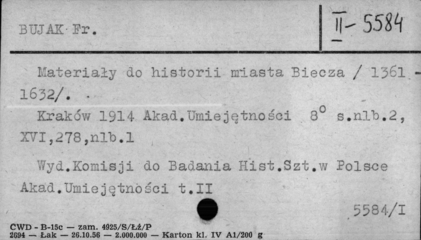 BUJAK Fr.
II-5584
Materiały do historii miasta Biecza / 1361 -
1632/.
Kraków 1914 Akad.Umiejętności 8° s.nlb.2,
XVI,278,nlb.1
Wyd.Komisji do Badania Hist.Szt.w Polsce
Akad.Umiejętności t.II
5584/I
CWD - B-15c — zam. 4925/S/Łż/P
2694 — Łak — 26.10.56 — 2.000.000 — Karton kl. IV A1/200 g